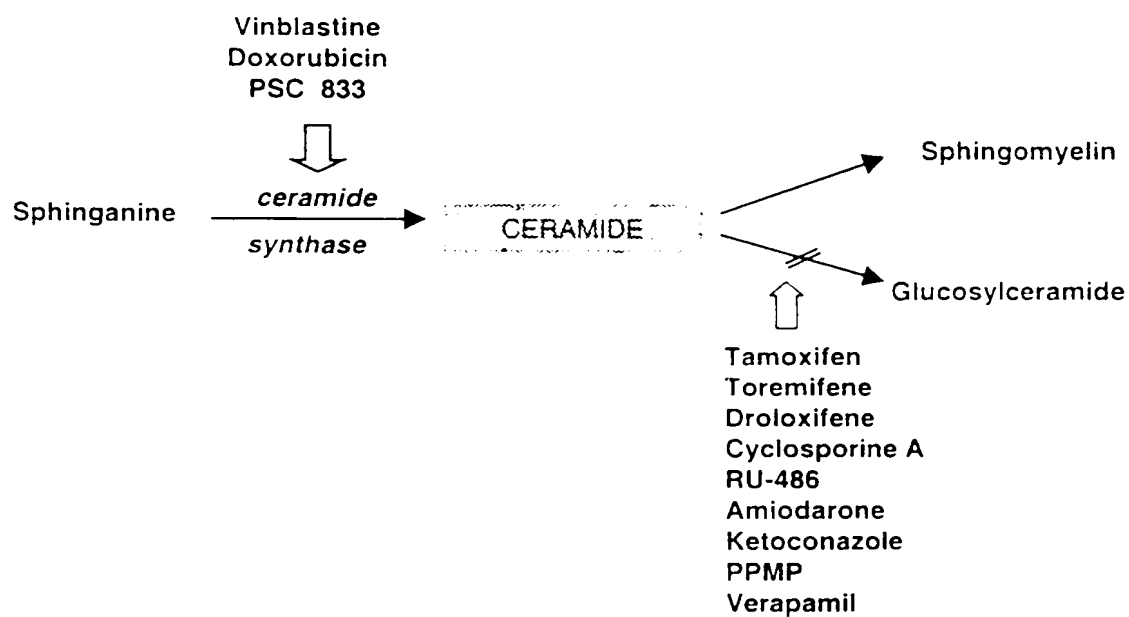 Vinblastine
Doxorubicin
PSC 833
Sphinganine
ceramide
synthase
CERAMIDE
Sphingomyelin
Glucosylceramide
Tamoxifen
Toremifene
Droloxifene
Cyclosporine A
RU-486
Amiodarone
Ketoconazole
PPMP
Verapamil